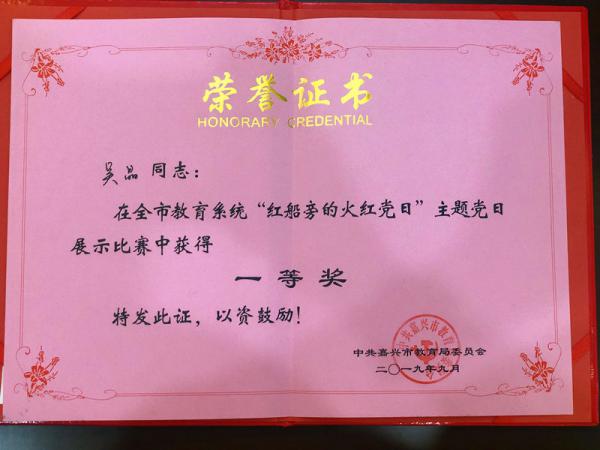 荣誉证书
HONORARY CREDENTIAL
吴晶 同志：
在全市教育系统“红船旁的火红党日”主题党日
展示比赛中获得
一等奖
特发此证，以资鼓励！
中共嘉兴市教育局委员会
二〇一九年九月